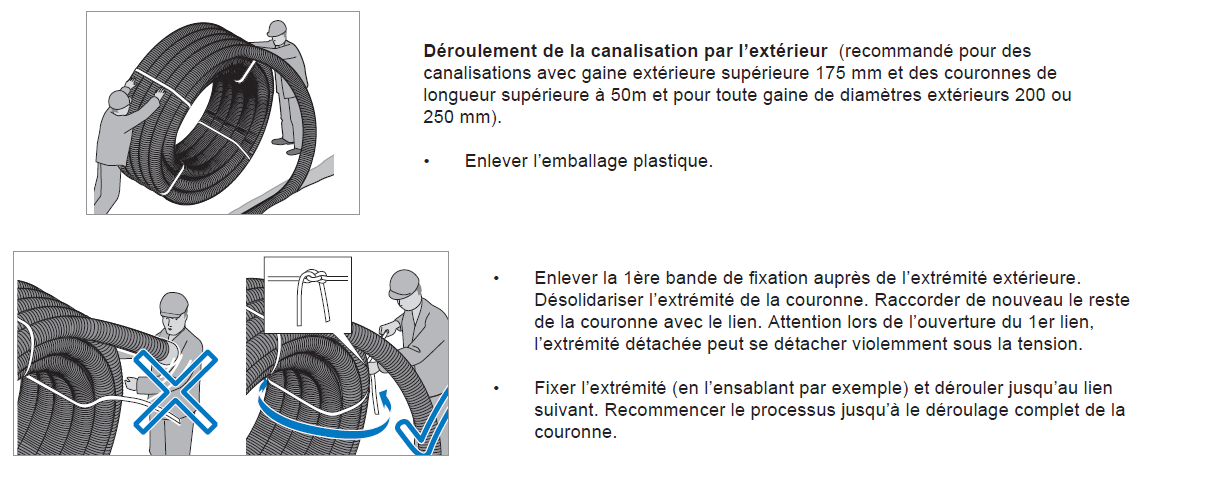 Déroulement de la canalisation par l’extérieur (recommandé pour des
canalisations avec gaine extérieure supérieure 175 mm et des couronnes de
longueur supérieure à 50m et pour toute gaine de diamètres extérieurs 200 ou
250 mm).
• Enlever l’emballage plastique.
• Enlever la 1ère bande de fixation auprès de l’extrémité extérieure.
Désolidariser l’extrémité de la couronne. Raccorder de nouveau le reste
de la couronne avec le lien. Attention lors de l’ouverture du 1er lien,
l’extrémité détachée peut se détacher violemment sous la tension.
• Fixer l’extrémité (en l’ensablant par exemple) et dérouler jusqu’au lien
suivant. Recommencer le processus jusqu’à le déroulage complet de la
couronne.